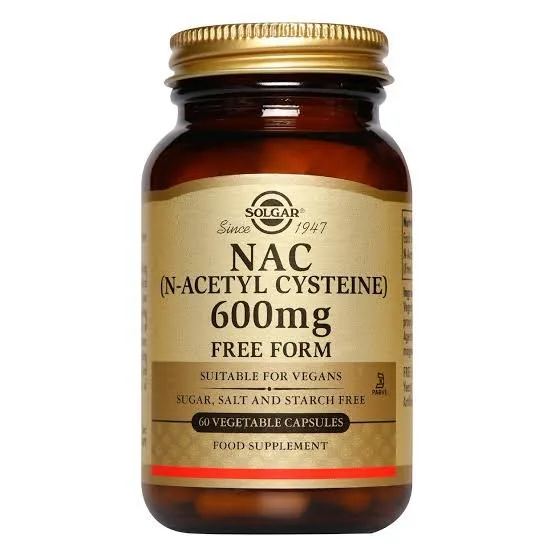 SOLGAR®
Since 1947
NAC
(N-ACETYL CYSTEINE)
600mg
FREE FORM
SUITABLE FOR VEGANS
SUGAR, SALT AND STARCH FREE
60 VEGETABLE CAPSULES
FOOD SUPPLEMENT